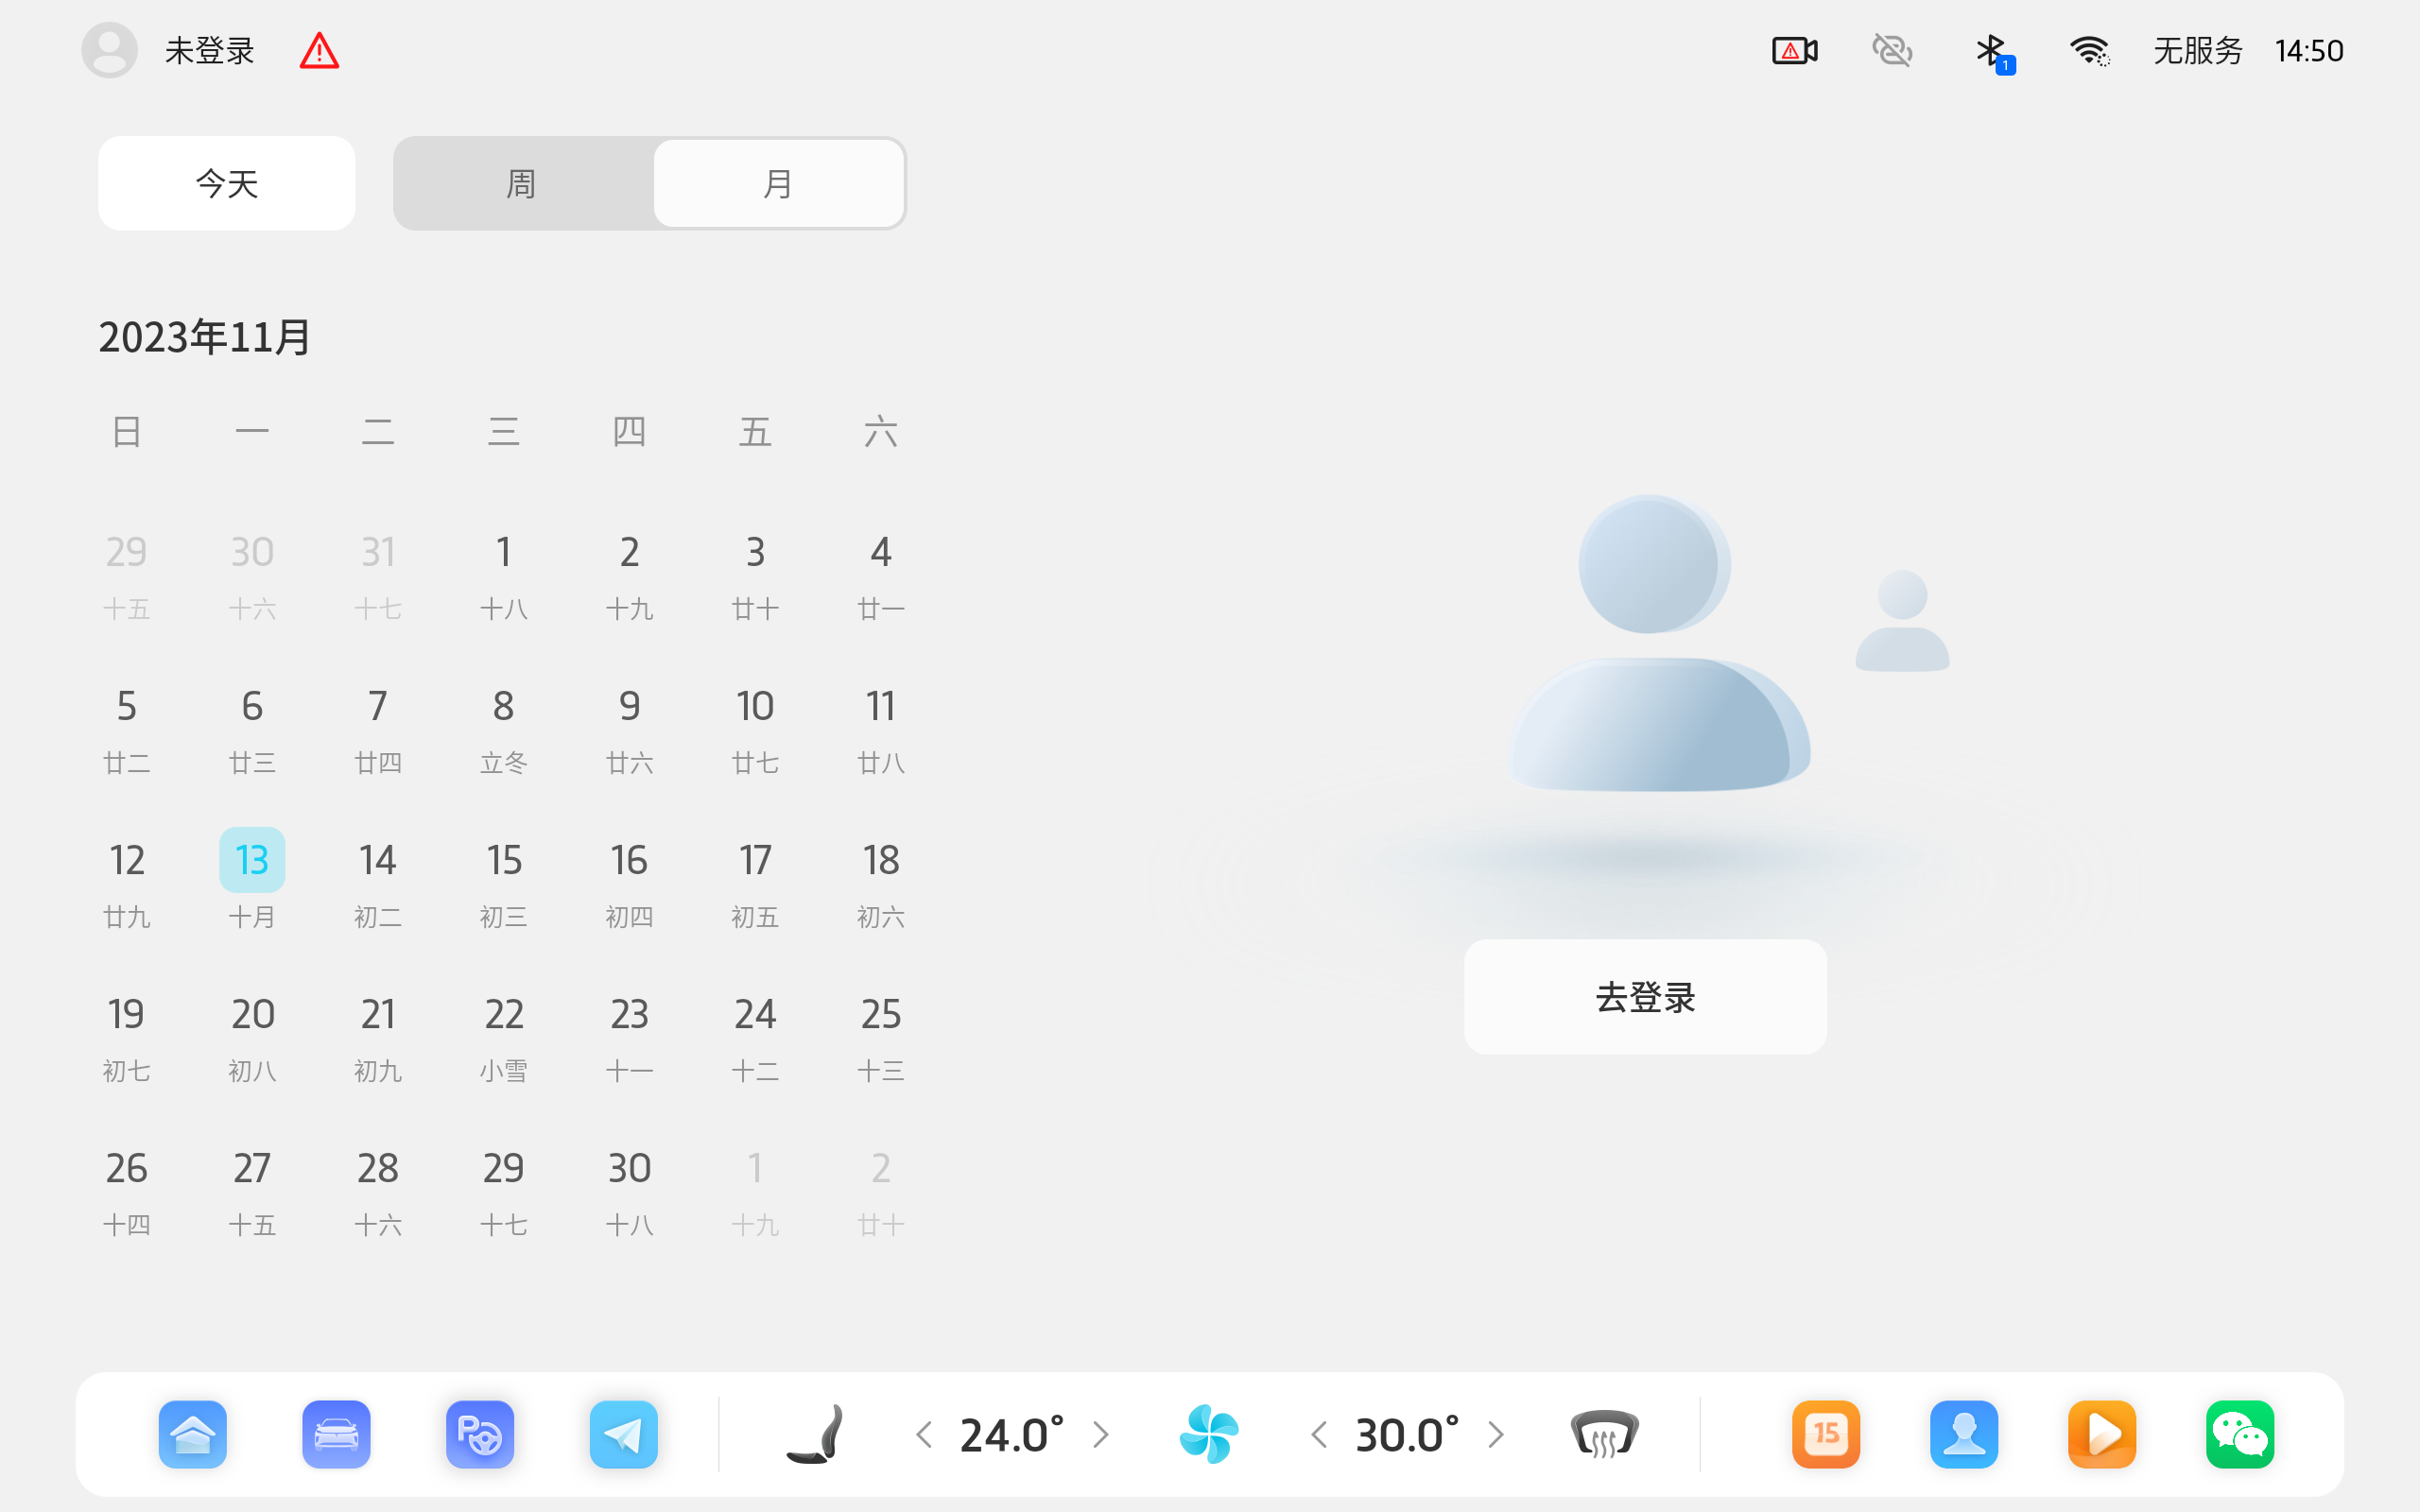 未登录
1
无服务 14:50
今天 周 月
2023年11月
日 一 二 三 四 五 六
29 30 31 1 2 3 4
十五 十六 十七 十八 十九 廿十 廿一
5 6 7 8 9 10 11
廿二 廿三 廿四 立冬 廿六 廿七 廿八
12 13 14 15 16 17 18
廿九 十月 初二 初三 初四 初五 初六
19 20 21 22 23 24 25
初七 初八 初九 小雪 十一 十二 十三
26 27 28 29 30 1 2
十四 十五 十六 十七 十八 十九 廿十
去登录
P 24.0° 30.0° 15